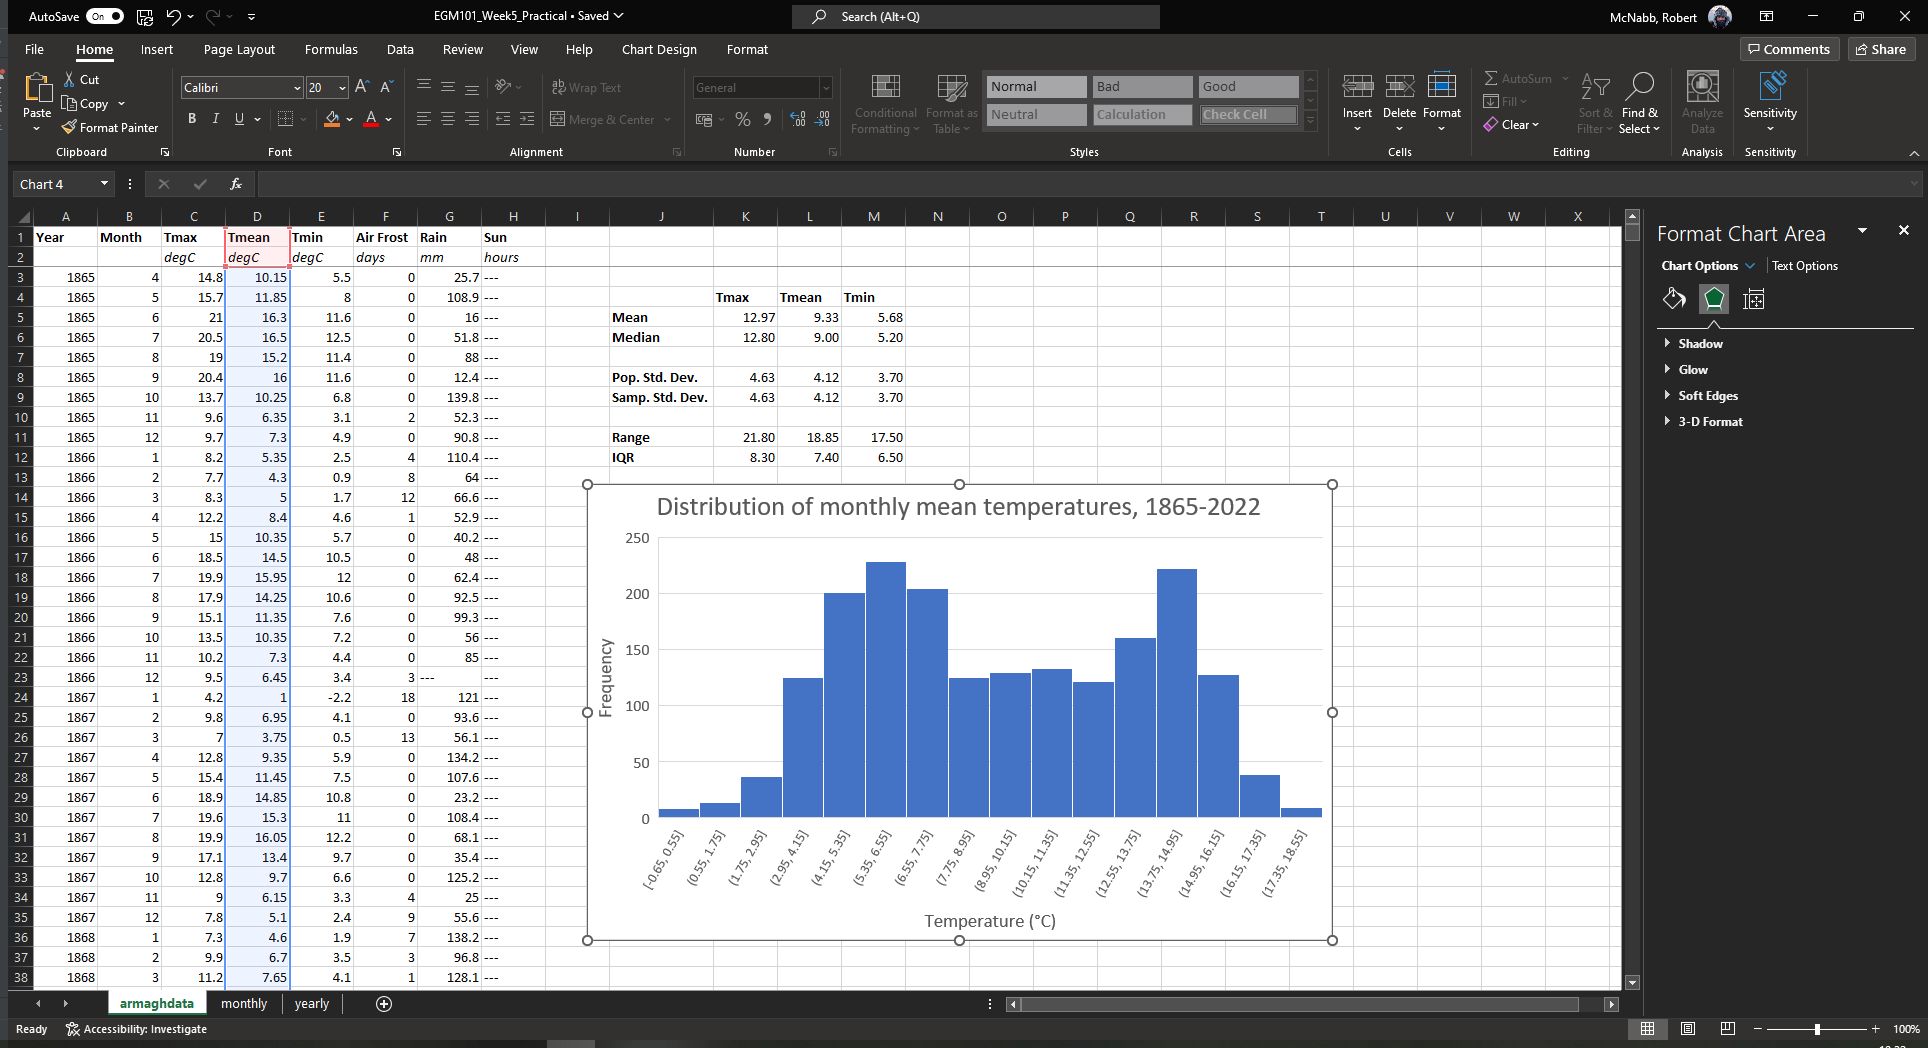 AutoSave On EGM101_Week5_Practical • Saved Search (Alt+Q) McNabb, Robert
File Home Insert Page Layout Formulas Data Review View Help Chart Design Format Comments Share
Paste Cut Copy Format Painter
Calibri 20 A A B I U A
Wrap Text Merge & Center
General %
Conditional Formatting Format as Table
Normal Bad Good
Neutral Calculation Check Cell
Insert Delete Format
AutoSum Fill Clear Sort & Filter Find & Select
Analyze Data Sensitivity
Clipboard Font Alignment Number Styles Cells Editing Analysis Sensitivity
Chart 4 fx
A B C D E F G H I J K L M N O P Q R S T U V W X
1 Year Month Tmax Tmean Tmin Air Frost Rain Sun
2 degC degC degC days mm hours
3 1865 4 14.8 10.15 5.5 0 25.7 ---
4 1865 5 15.7 11.85 8 0 108.9 --- Tmax Tmean Tmin
5 1865 6 21 16.3 11.6 0 16 --- Mean 12.97 9.33 5.68
6 1865 7 20.5 16.5 12.5 0 51.8 --- Median 12.80 9.00 5.20
7 1865 8 19 15.2 11.4 0 88 ---
8 1865 9 20.4 16 11.6 0 12.4 --- Pop. Std. Dev. 4.63 4.12 3.70
9 1865 10 13.7 10.25 6.8 0 139.8 --- Samp. Std. Dev. 4.63 4.12 3.70
10 1865 11 9.6 6.35 3.1 2 52.3 ---
11 1865 12 9.7 7.3 4.9 0 90.8 --- Range 21.80 18.85 17.50
12 1866 1 8.2 5.35 2.5 4 110.4 --- IQR 8.30 7.40 6.50
13 1866 2 7.7 4.3 0.9 8 64 ---
14 1866 3 8.3 5 1.7 12 66.6 ---
15 1866 4 12.2 8.4 4.6 1 52.9 ---
16 1866 5 15 10.35 5.7 0 40.2 ---
17 1866 6 18.5 14.5 10.5 0 48 ---
18 1866 7 19.9 15.95 12 0 62.4 ---
19 1866 8 17.9 14.25 10.6 0 92.5 ---
20 1866 9 15.1 11.35 7.6 0 99.3 ---
21 1866 10 13.5 10.35 7.2 0 56 ---
22 1866 11 10.2 7.3 4.4 0 85 ---
23 1866 12 9.5 6.45 3.4 3 --- ---
24 1867 1 4.2 1 -2.2 18 121 ---
25 1867 2 9.8 6.95 4.1 0 93.6 ---
26 1867 3 7 3.75 0.5 13 56.1 ---
27 1867 4 12.8 9.35 5.9 0 134.2 ---
28 1867 5 15.4 11.45 7.5 0 107.6 ---
29 1867 6 18.9 14.85 10.8 0 23.2 ---
30 1867 7 19.6 15.3 11 0 108.4 ---
31 1867 8 19.9 16.05 12.2 0 68.1 ---
32 1867 9 17.1 13.4 9.7 0 35.4 ---
33 1867 10 12.8 9.7 6.6 0 125.2 ---
34 1867 11 9 6.15 3.3 4 25 ---
35 1867 12 7.8 5.1 2.4 9 55.6 ---
36 1868 1 7.3 4.6 1.9 7 138.2 ---
37 1868 2 9.9 6.7 3.5 3 96.8 ---
38 1868 3 11.2 7.65 4.1 1 128.1 ---
Distribution of monthly mean temperatures, 1865-2022
250
200
150
100
50
0
Frequency
[-0.65, 0.55] (0.55, 1.75] (1.75, 2.95] (2.95, 4.15] (4.15, 5.35] (5.35, 6.55] (6.55, 7.75] (7.75, 8.95] (8.95, 10.15] (10.15, 11.35] (11.35, 12.55] (12.55, 13.75] (13.75, 14.95] (14.95, 16.15] (16.15, 17.35] (17.35, 18.55]
Temperature (°C)
Format Chart Area
Chart Options Text Options
Shadow
Glow
Soft Edges
3-D Format
armaghdata monthly yearly
Ready Accessibility: Investigate 100%